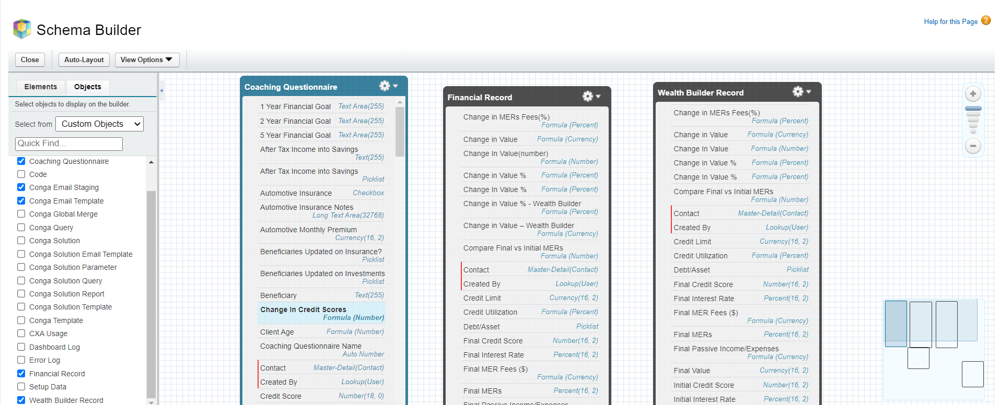 Schema Builder
Help for this Page
?
Close
Auto-Layout
View Options
Elements
Objects
Select objects to display on the builder.
Select from
Custom Objects
Quick Find...
Coaching Questionnaire
Code
Conga Email Staging
Conga Email Template
Conga Global Merge
Conga Query
Conga Solution
Conga Solution Email Template
Conga Solution Parameter
Conga Solution Query
Conga Solution Report
Conga Solution Template
Conga Template
CXA Usage
Dashboard Log
Error Log
Financial Record
Setup Data
Wealth Builder Record
Coaching Questionnaire
1 Year Financial Goal Text Area(255)
2 Year Financial Goal Text Area(255)
5 Year Financial Goal Text Area(255)
After Tax Income into Savings
Text(255)
After Tax Income into Savings
Picklist
Automotive Insurance Checkbox
Automotive Insurance Notes
Long Text Area(32768)
Automotive Monthly Premium
Currency(16, 2)
Beneficiaries Updated on Insurance?
Picklist
Beneficiaries Updated on Investments
Picklist
Beneficiary Text(255)
Change In Credit Scores
Formula (Number)
Client Age Formula (Number)
Coaching Questionnaire Name
Auto Number
Contact Master-Detail(Contact)
Created By Lookup(User)
Credit Score Number(18, 0)
Financial Record
Change in MERs Fees(%)
Formula (Percent)
Change in Value Formula (Currency)
Change In Value(number)
Formula (Number)
Change in Value % Formula (Percent)
Change In Value % Formula (Percent)
Change in Value % - Wealth Builder
Formula (Percent)
Change in Value – Wealth Builder
Formula (Currency)
Compare Final vs Initial MERs
Formula (Number)
Contact Master-Detail(Contact)
Created By Lookup(User)
Credit Limit Currency(16, 2)
Credit Utilization Formula (Percent)
Debt/Asset Picklist
Final Credit Score Number(16, 2)
Final Interest Rate Percent(16, 2)
Final MER Fees ($)
Formula (Currency)
Final MERs Percent(16, 2)
Final Passive Income/Expenses
Wealth Builder Record
Change in MERs Fees(%)
Formula (Percent)
Change in Value Formula (Currency)
Change In Value Formula (Number)
Change in Value % Formula (Percent)
Change In Value % Formula (Percent)
Compare Final vs Initial MERs
Formula (Number)
Contact Master-Detail(Contact)
Created By Lookup(User)
Credit Limit Currency(16, 2)
Credit Utilization Formula (Percent)
Debt/Asset Picklist
Final Credit Score Number(16, 2)
Final Interest Rate Percent(16, 2)
Final MER Fees ($)
Formula (Currency)
Final MERs Percent(16, 2)
Final Passive Income/Expenses
Formula (Currency)
Final Value Currency(16, 2)
Initial Credit Score Number(16, 2)
Initial Interest Rate Percent(16, 2)